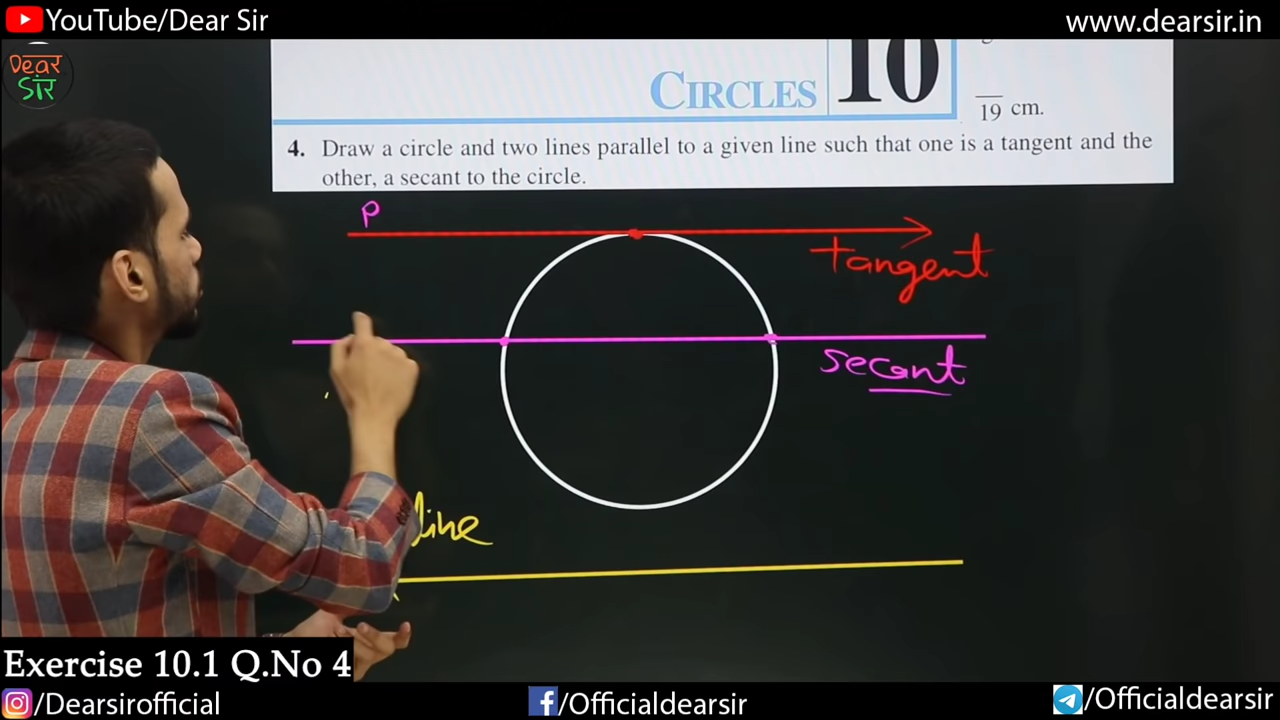 YouTube/Dear Sir
www.dearsir.in
Dear
सर
CIRCLES
10
19 cm.
4. Draw a circle and two lines parallel to a given line such that one is a tangent and the
other, a secant to the circle.
P
tangent
secant
line
Exercise 10.1 Q.No 4
/Dearsirofficial
/Officialdearsir
/Officialdearsir